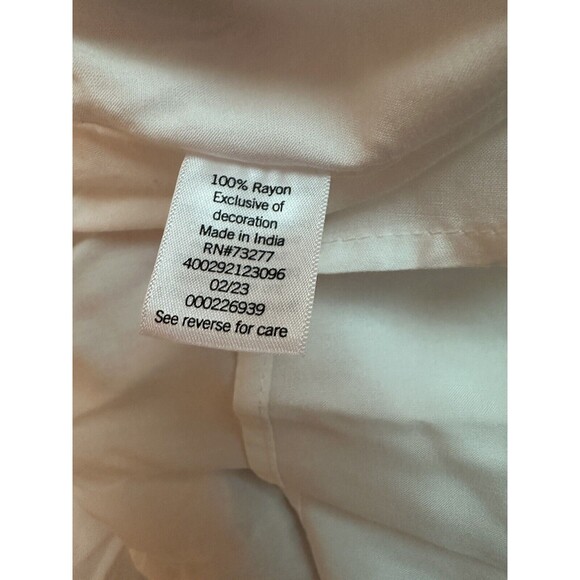 100% Rayon
Exclusive of
decoration
Made in India
RN#73277
400292123096
02/23
000226939
See reverse for care